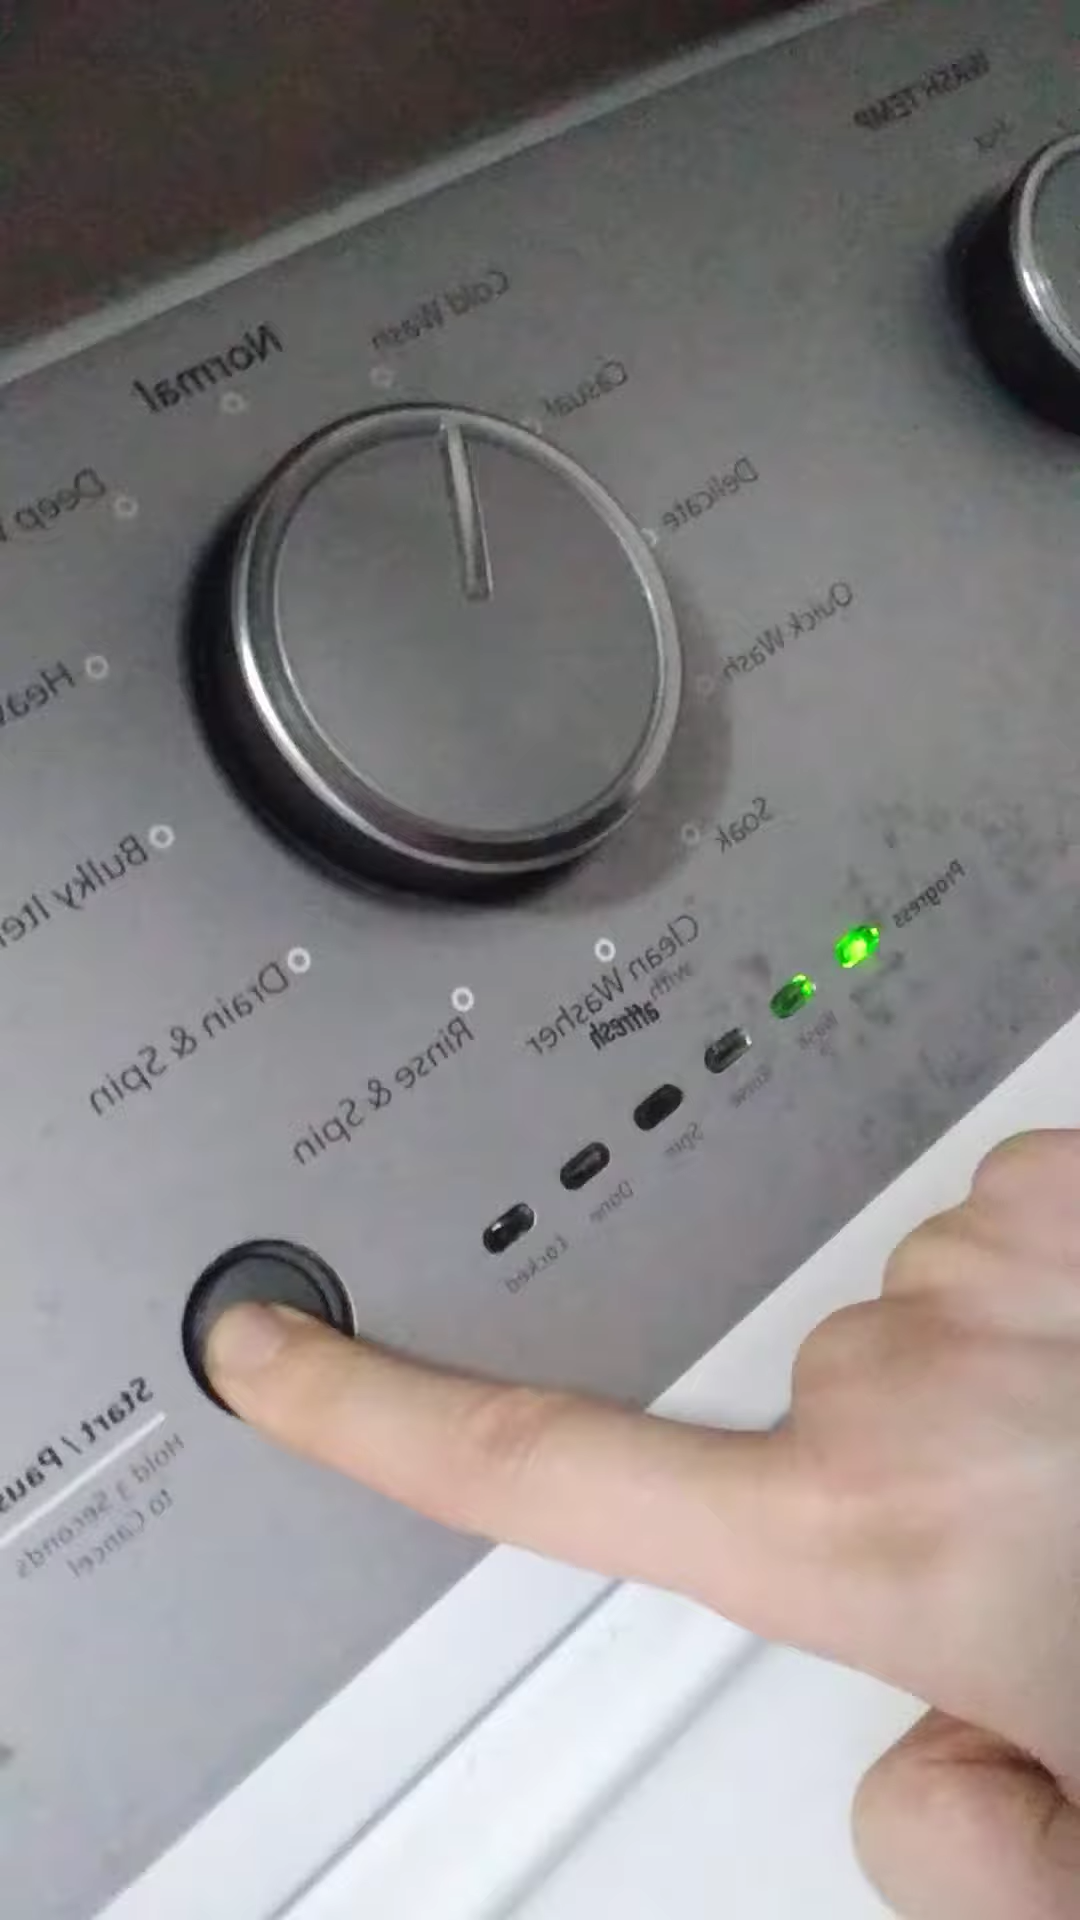 WASH TEMP
Hot
Cold Wash
Normal
Casual
Deep
Delicate
Quick Wash
Bulky
Soak
Drain & Spin
Rinse & Spin
Clean Washer
with
affresh
Progress
Wash
Rinse
Spin
Done
Locked
Start /
Hold 3 Seconds
to Cancel